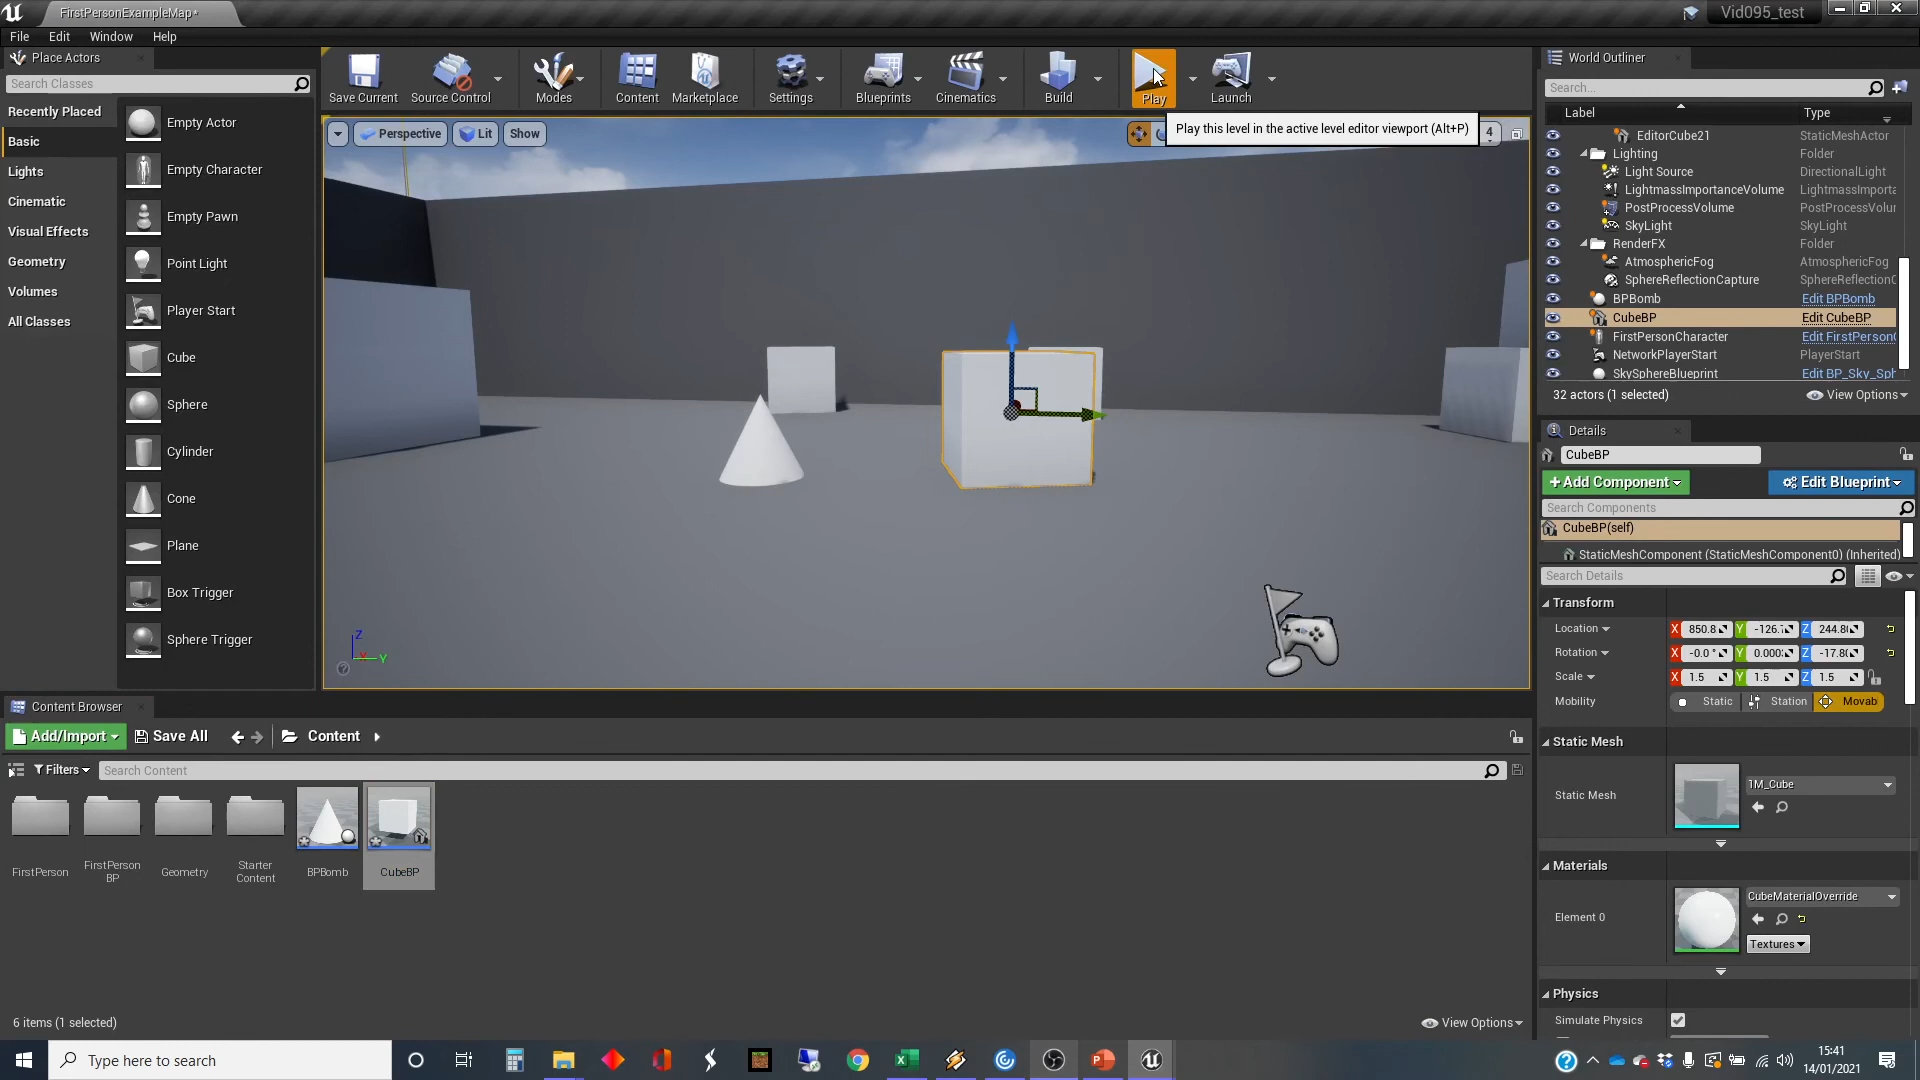 FirstPersonExampleMap*
Vid095_test
File Edit Window Help
Place Actors
Search Classes
Recently Placed
Basic
Lights
Cinematic
Visual Effects
Geometry
Volumes
All Classes
Empty Actor
Empty Character
Empty Pawn
Point Light
Player Start
Cube
Sphere
Cylinder
Cone
Plane
Box Trigger
Sphere Trigger
Save Current
Source Control
Modes
Content
Marketplace
Settings
Blueprints
Cinematics
Build
Play
Launch
Perspective
Lit
Show
Play this level in the active level editor viewport (Alt+P)
4
Z
X
Y
World Outliner
Search...
Label Type
EditorCube21 StaticMeshActor
Lighting Folder
Light Source DirectionalLight
LightmassImportanceVolume LightmassImporta
PostProcessVolume PostProcessVolur
SkyLight SkyLight
RenderFX Folder
AtmosphericFog AtmosphericFog
SphereReflectionCapture SphereReflectionC
BPBomb Edit BPBomb
CubeBP Edit CubeBP
FirstPersonCharacter Edit FirstPersonC
NetworkPlayerStart PlayerStart
SkySphereBlueprint Edit BP_Sky_Sph
32 actors (1 selected)
View Options
Details
CubeBP
+Add Component
Edit Blueprint
Search Components
CubeBP(self)
StaticMeshComponent (StaticMeshComponent0) (Inherited)
Search Details
Transform
Location X 850.8 Y -126. Z 244.8
Rotation X -0.0 ° Y 0.000 Z -17.8
Scale X 1.5 Y 1.5 Z 1.5
Mobility Static Station Movab
Static Mesh
Static Mesh
1M_Cube
Materials
Element 0
CubeMaterialOverride
Textures
Physics
Simulate Physics
Content Browser
Add/Import
Save All
Content
Filters
Search Content
FirstPerson
FirstPerson
BP
Geometry
Starter
Content
BPBomb
CubeBP
6 items (1 selected)
View Options
Type here to search
15:41
14/01/2021